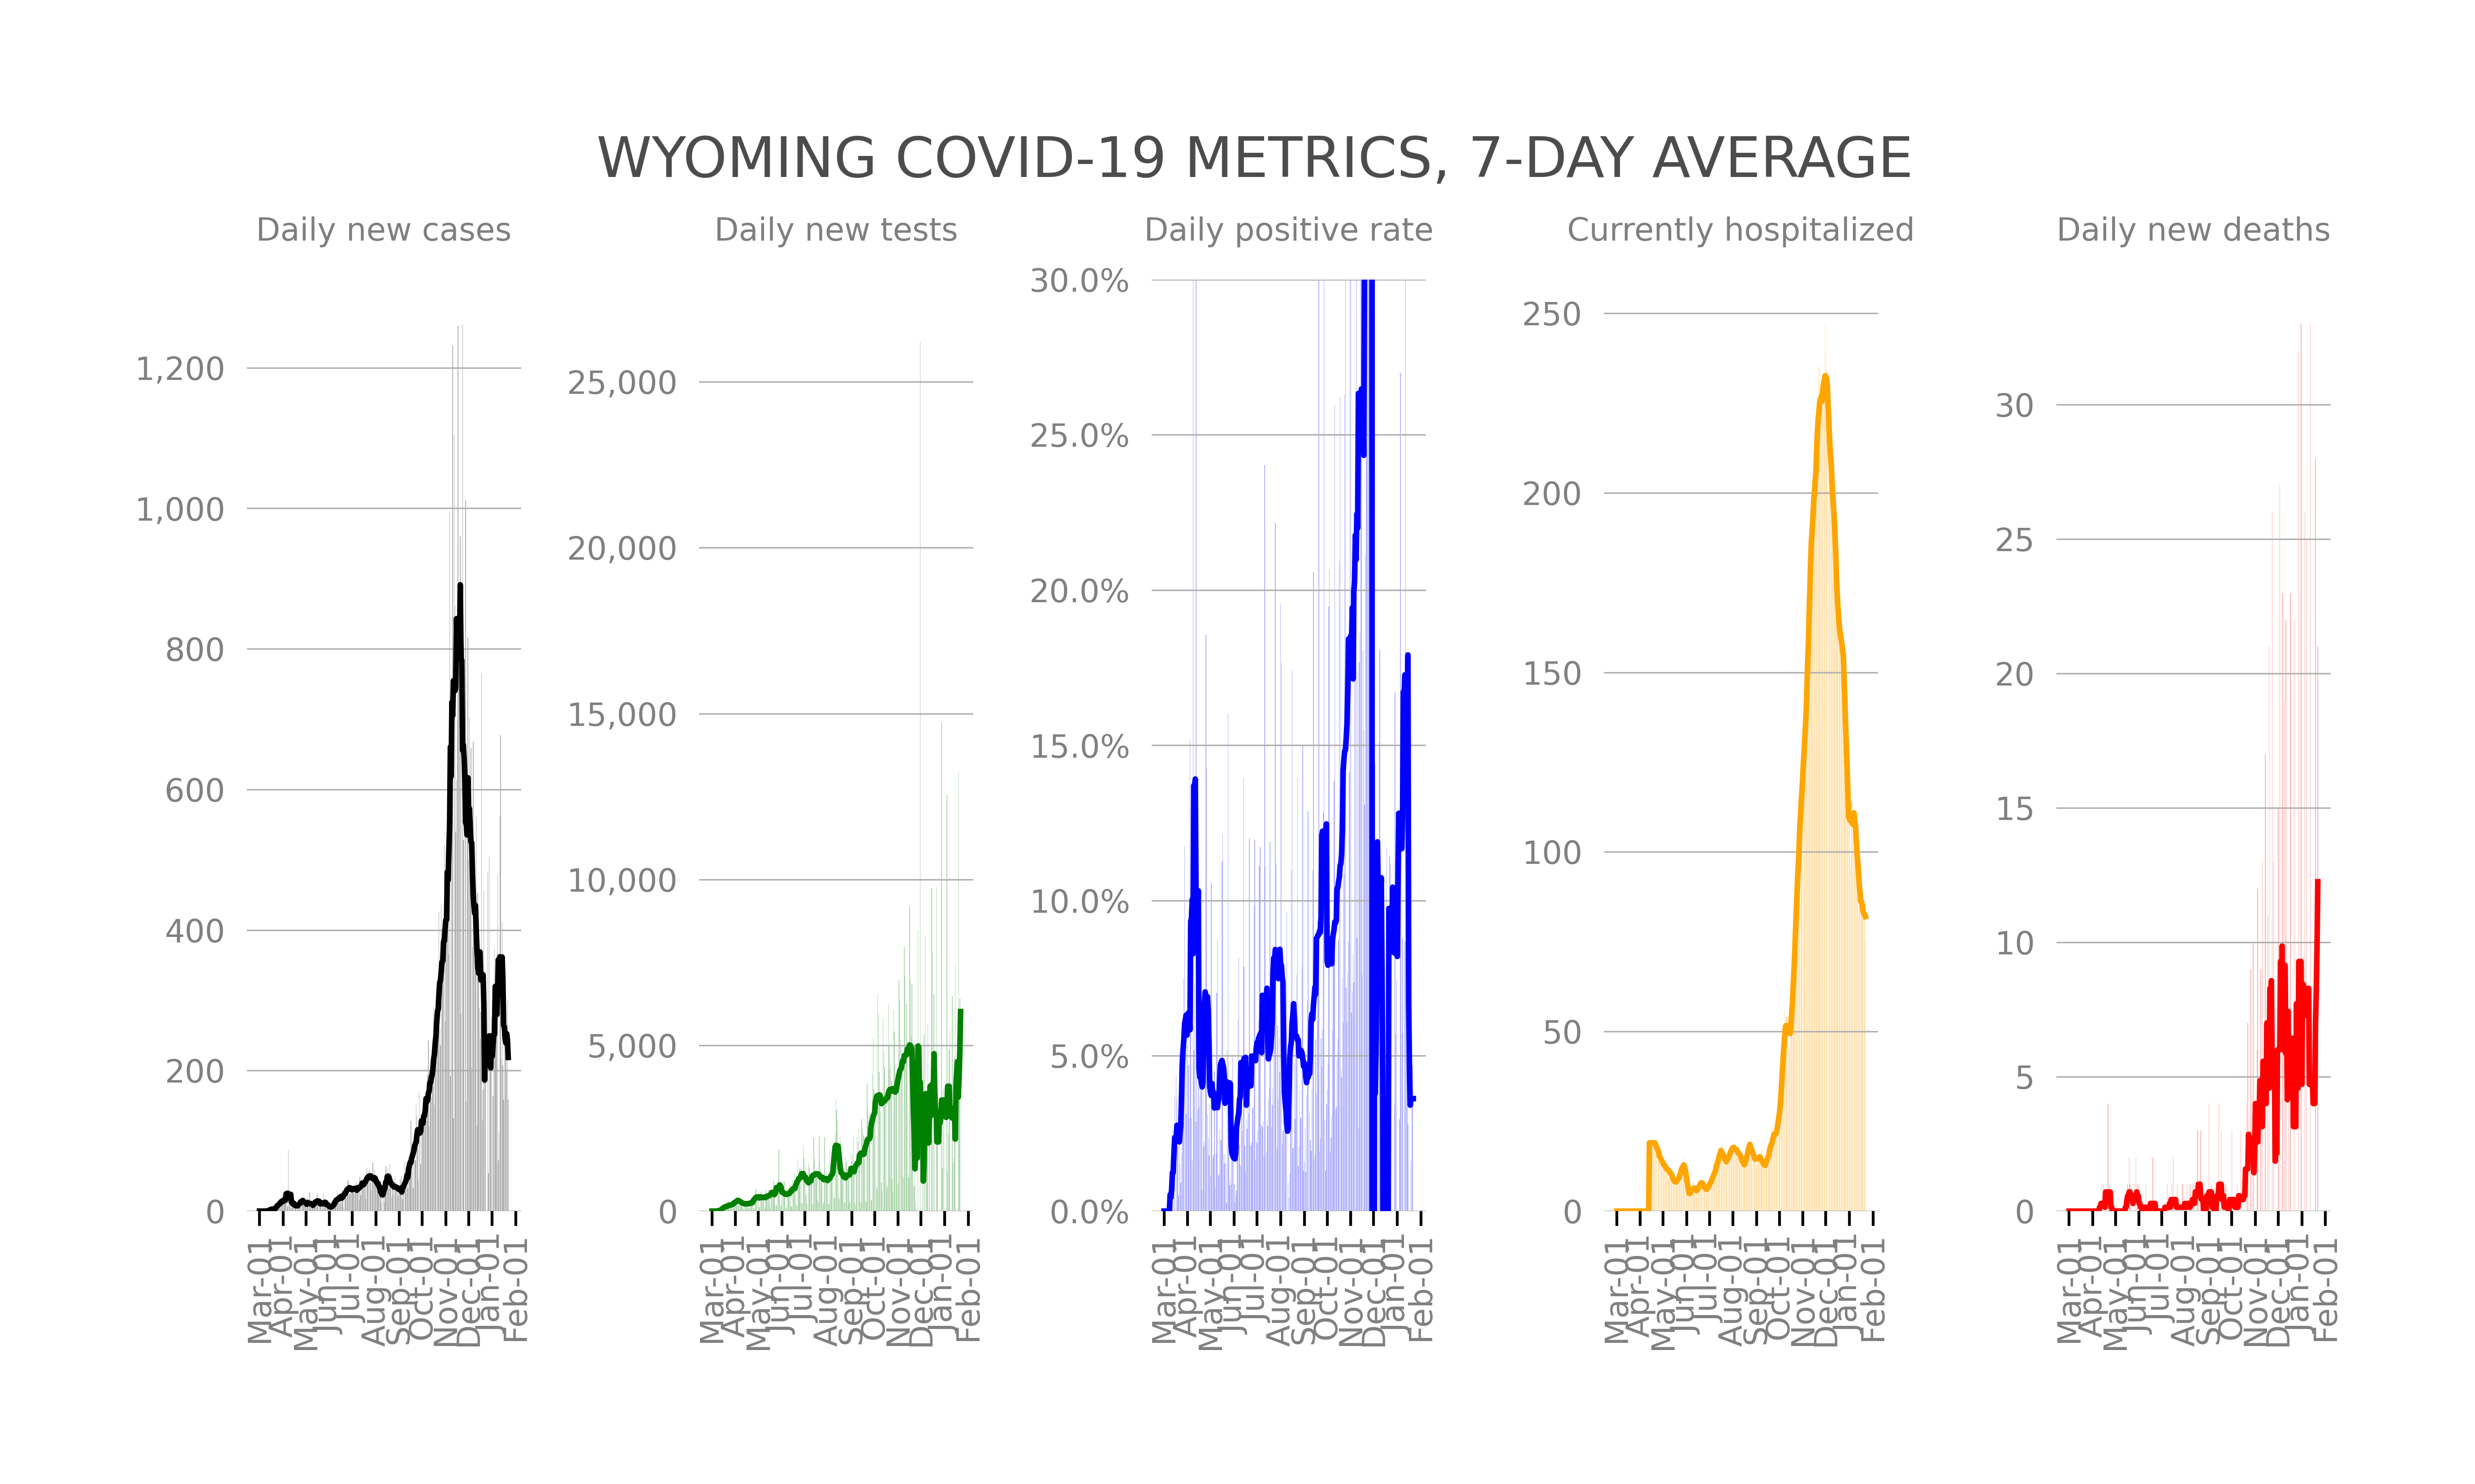 WYOMING COVID-19 METRICS, 7-DAY AVERAGE
Daily new cases
1,200
1,000
800
600
400
200
0
Mar-01
Apr-01
May-01
Jun-01
Jul-01
Aug-01
Sep-01
Oct-01
Nov-01
Dec-01
Jan-01
Feb-01
Daily new tests
25,000
20,000
15,000
10,000
5,000
0
Mar-01
Apr-01
May-01
Jun-01
Jul-01
Aug-01
Sep-01
Oct-01
Nov-01
Dec-01
Jan-01
Feb-01
Daily positive rate
30.0%
25.0%
20.0%
15.0%
10.0%
5.0%
0.0%
Mar-01
Apr-01
May-01
Jun-01
Jul-01
Aug-01
Sep-01
Oct-01
Nov-01
Dec-01
Jan-01
Feb-01
Currently hospitalized
250
200
150
100
50
0
Mar-01
Apr-01
May-01
Jun-01
Jul-01
Aug-01
Sep-01
Oct-01
Nov-01
Dec-01
Jan-01
Feb-01
Daily new deaths
30
25
20
15
10
5
0
Mar-01
Apr-01
May-01
Jun-01
Jul-01
Aug-01
Sep-01
Oct-01
Nov-01
Dec-01
Jan-01
Feb-01